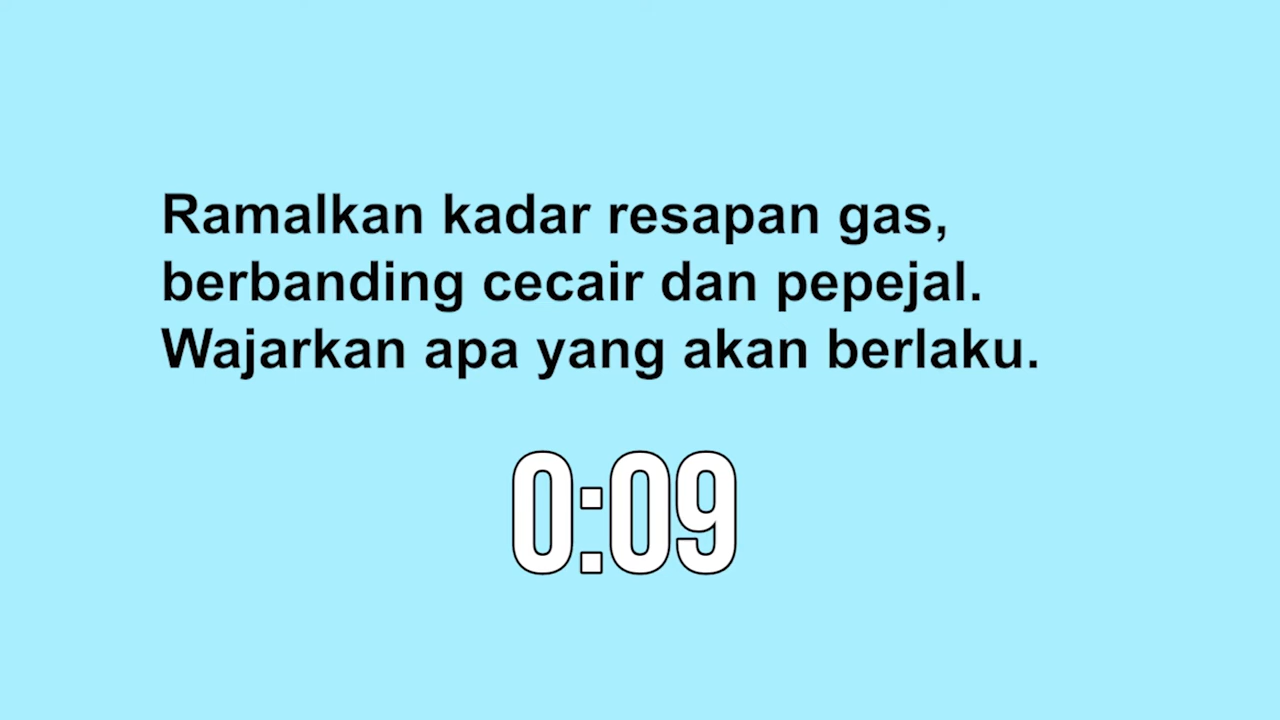 Ramalkan kadar resapan gas,
berbanding cecair dan pepejal.
Wajarkan apa yang akan berlaku.
0:09